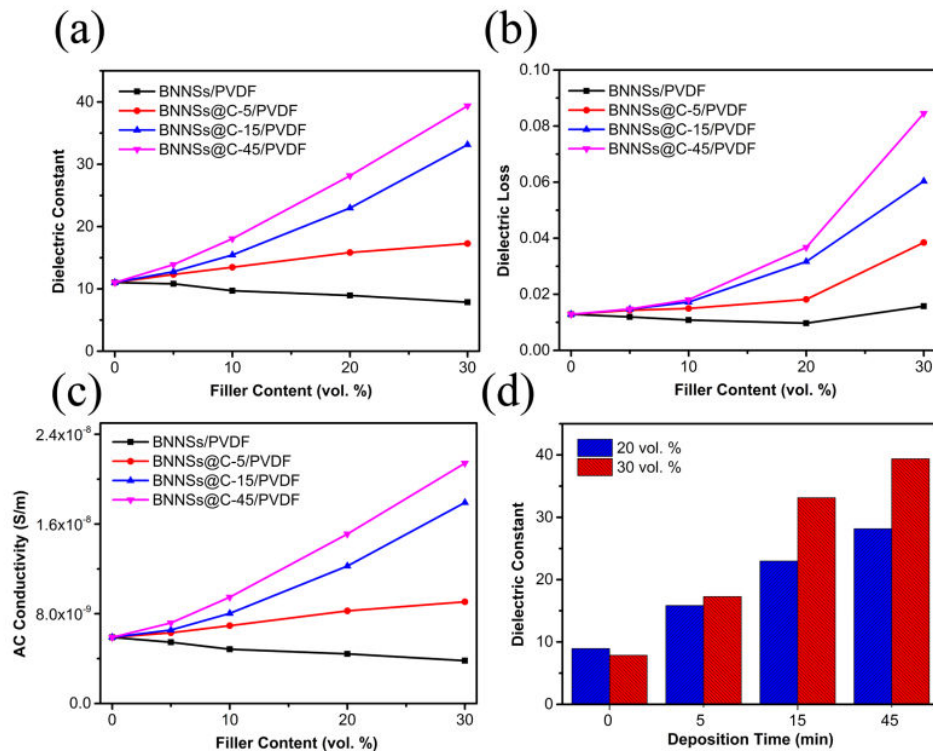 (a)
50
40
30
20
10
0
Dielectric Constant
BNNSs/PVDF
BNNSs@C-5/PVDF
BNNSs@C-15/PVDF
BNNSs@C-45/PVDF
0 10 20 30
Filler Content (vol. %)
(b)
0.10
0.08
0.06
0.04
0.02
0.00
Dielectric Loss
BNNSs/PVDF
BNNSs@C-5/PVDF
BNNSs@C-15/PVDF
BNNSs@C-45/PVDF
0 10 20 30
Filler Content (vol. %)
(c)
2.4x10⁻⁸
1.6x10⁻⁸
8.0x10⁻⁹
0.0
AC Conductivity (S/m)
BNNSs/PVDF
BNNSs@C-5/PVDF
BNNSs@C-15/PVDF
BNNSs@C-45/PVDF
0 10 20 30
Filler Content (vol. %)
(d)
40
30
20
10
0
Dielectric Constant
20 vol. %
30 vol. %
0 5 15 45
Deposition Time (min)